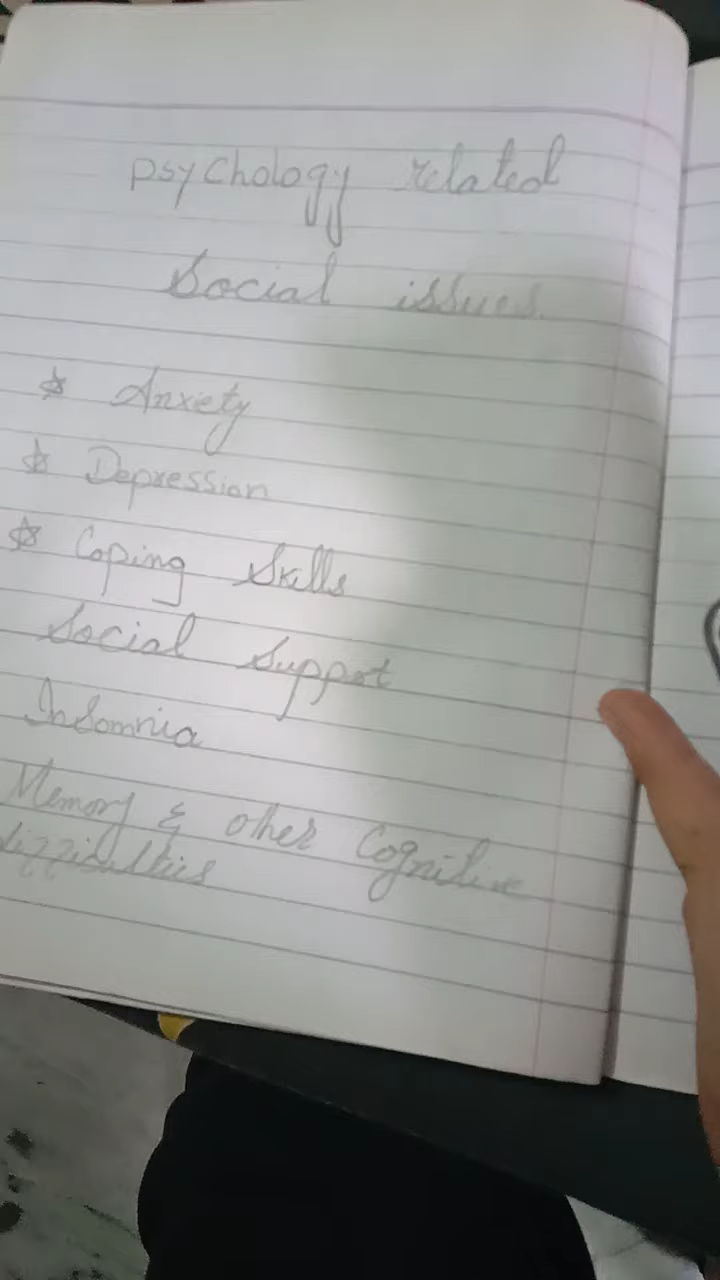 psychology related
Social issues.
☆ Anxiety
☆ Depression
☆ Coping Skills
Social Support
Insomnia
Memory & other Cognitive
difficulties